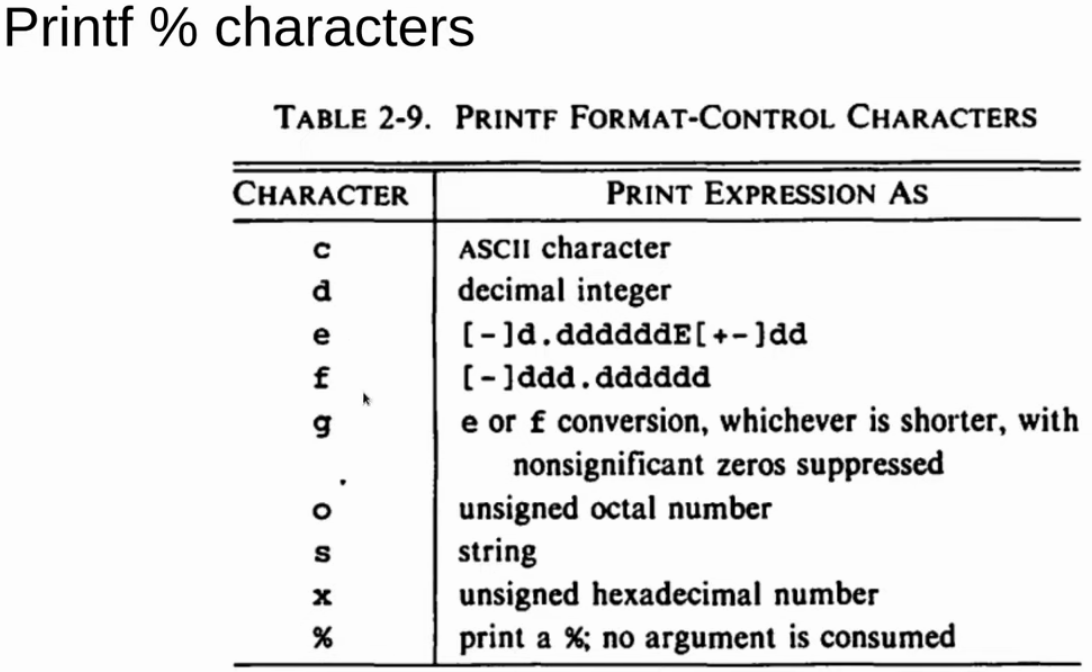 Printf % characters
TABLE 2-9. PRINTF FORMAT-CONTROL CHARACTERS
CHARACTER PRINT EXPRESSION AS
c ASCII character
d decimal integer
e [-]d.ddddddE[+-]dd
f [-]ddd.dddddd
g e or f conversion, whichever is shorter, with
nonsignificant zeros suppressed
o unsigned octal number
s string
x unsigned hexadecimal number
% print a %; no argument is consumed